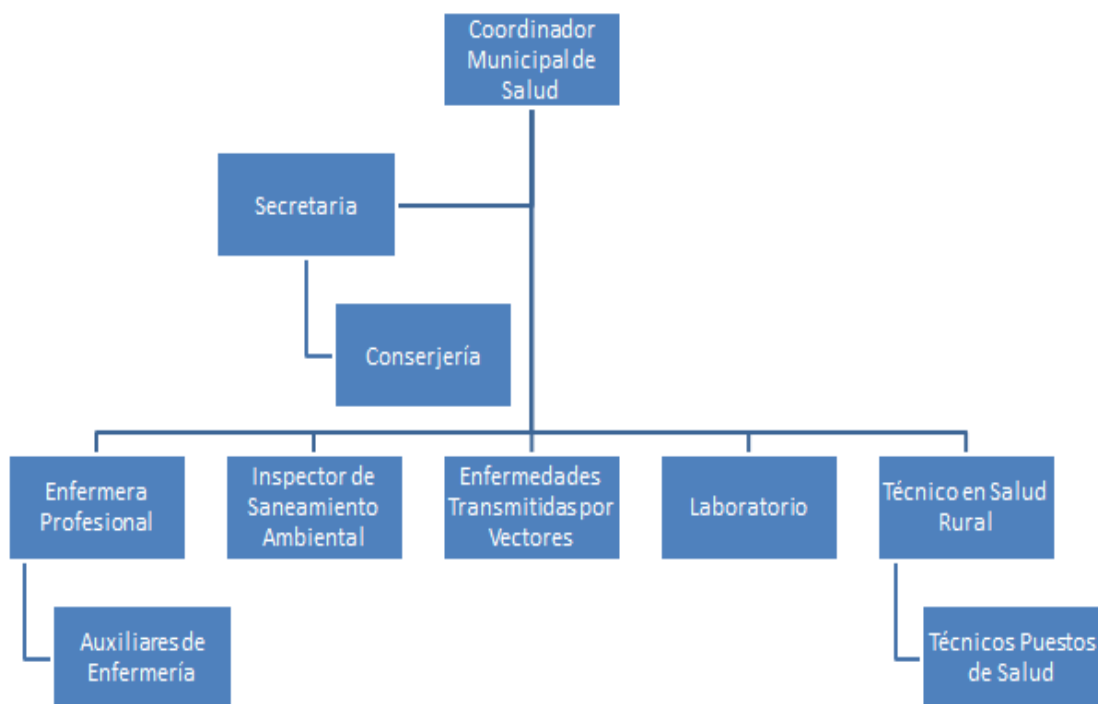 Coordinador
Municipal de
Salud
Secretaria
Conserjería
Enfermera
Profesional
Inspector de
Saneamiento
Ambiental
Enfermedades
Transmitidas por
Vectores
Laboratorio
Técnico en Salud
Rural
Auxiliares de
Enfermería
Técnicos Puestos
de Salud